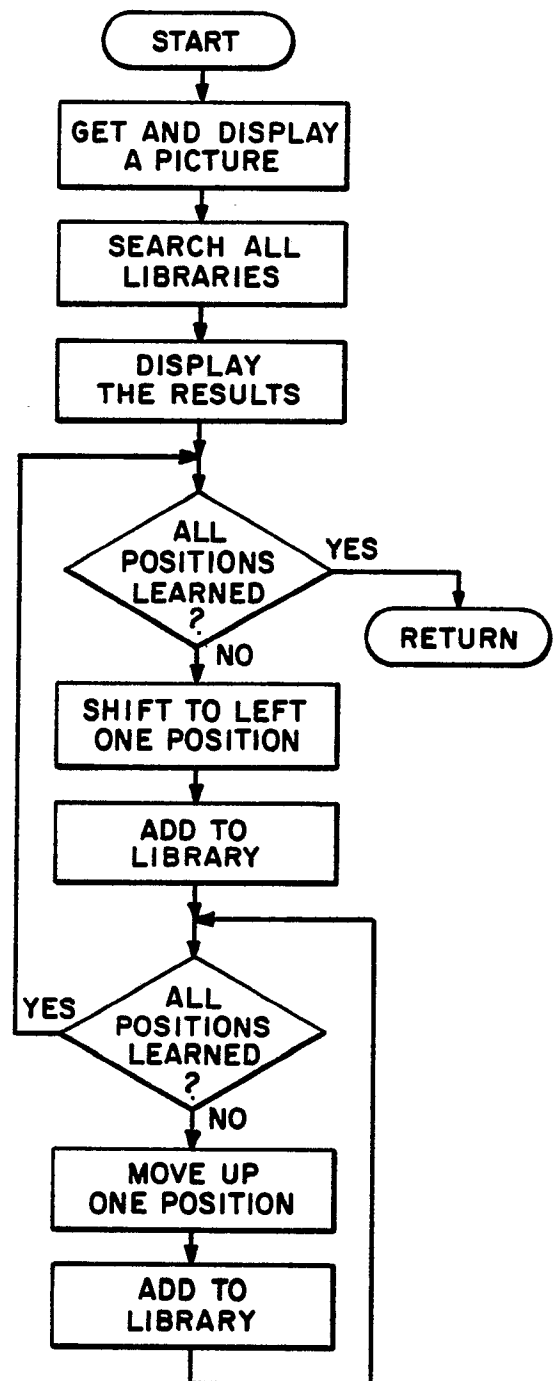 START
GET AND DISPLAY
A PICTURE
SEARCH ALL
LIBRARIES
DISPLAY
THE RESULTS
ALL
POSITIONS
LEARNED
?
YES
RETURN
NO
SHIFT TO LEFT
ONE POSITION
ADD TO
LIBRARY
YES
ALL
POSITIONS
LEARNED
?
NO
MOVE UP
ONE POSITION
ADD TO
LIBRARY